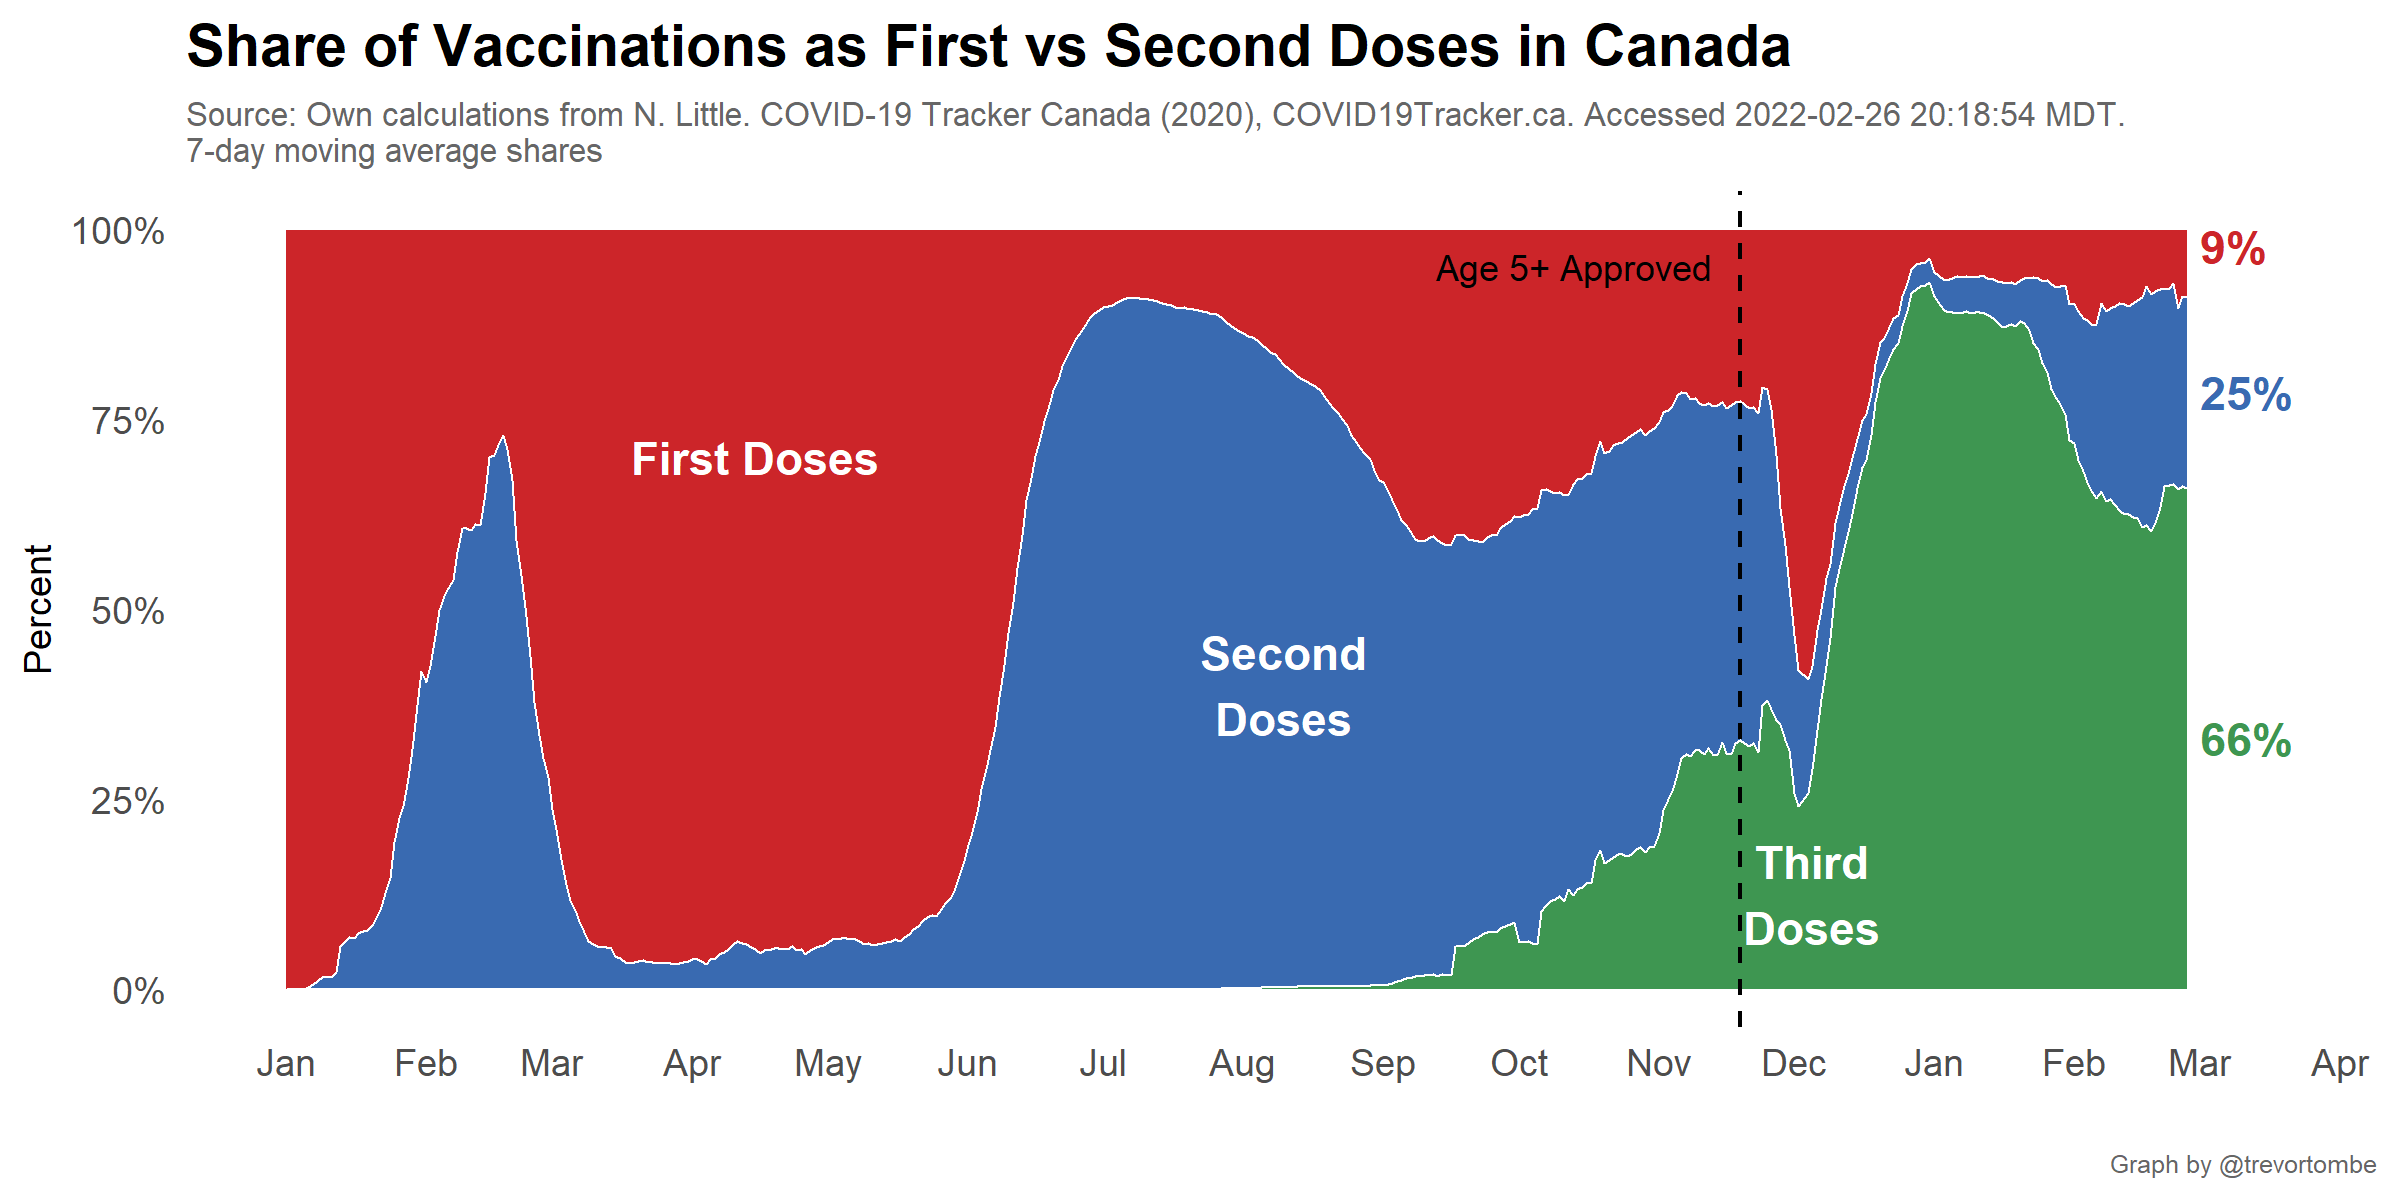 Share of Vaccinations as First vs Second Doses in Canada
Source: Own calculations from N. Little. COVID-19 Tracker Canada (2020), COVID19Tracker.ca. Accessed 2022-02-26 20:18:54 MDT.
7-day moving average shares
Percent
100%
75%
50%
25%
0%
Age 5+ Approved
First Doses
Second
Doses
Third
Doses
9%
25%
66%
Jan Feb Mar Apr May Jun Jul Aug Sep Oct Nov Dec Jan Feb Mar Apr
Graph by @trevortombe